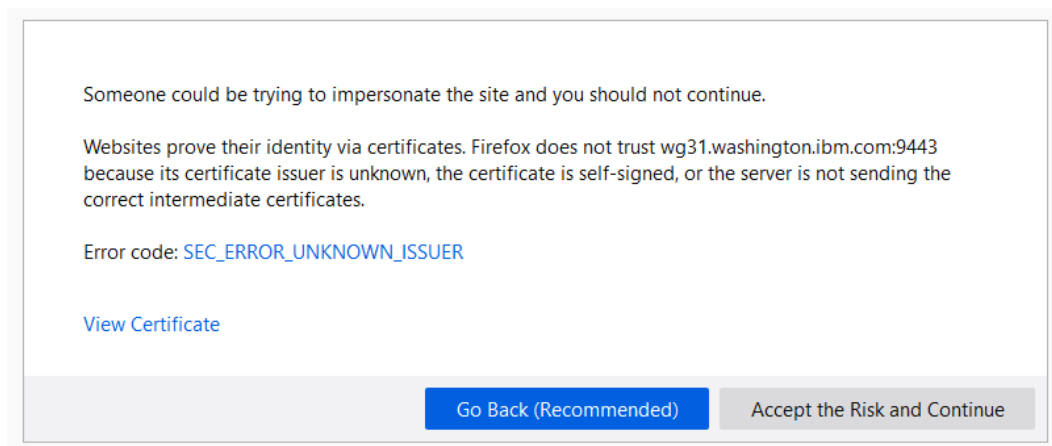 Someone could be trying to impersonate the site and you should not continue.
Websites prove their identity via certificates. Firefox does not trust wg31.washington.ibm.com:9443
because its certificate issuer is unknown, the certificate is self-signed, or the server is not sending the
correct intermediate certificates.
Error code: SEC_ERROR_UNKNOWN_ISSUER
View Certificate
Go Back (Recommended)
Accept the Risk and Continue